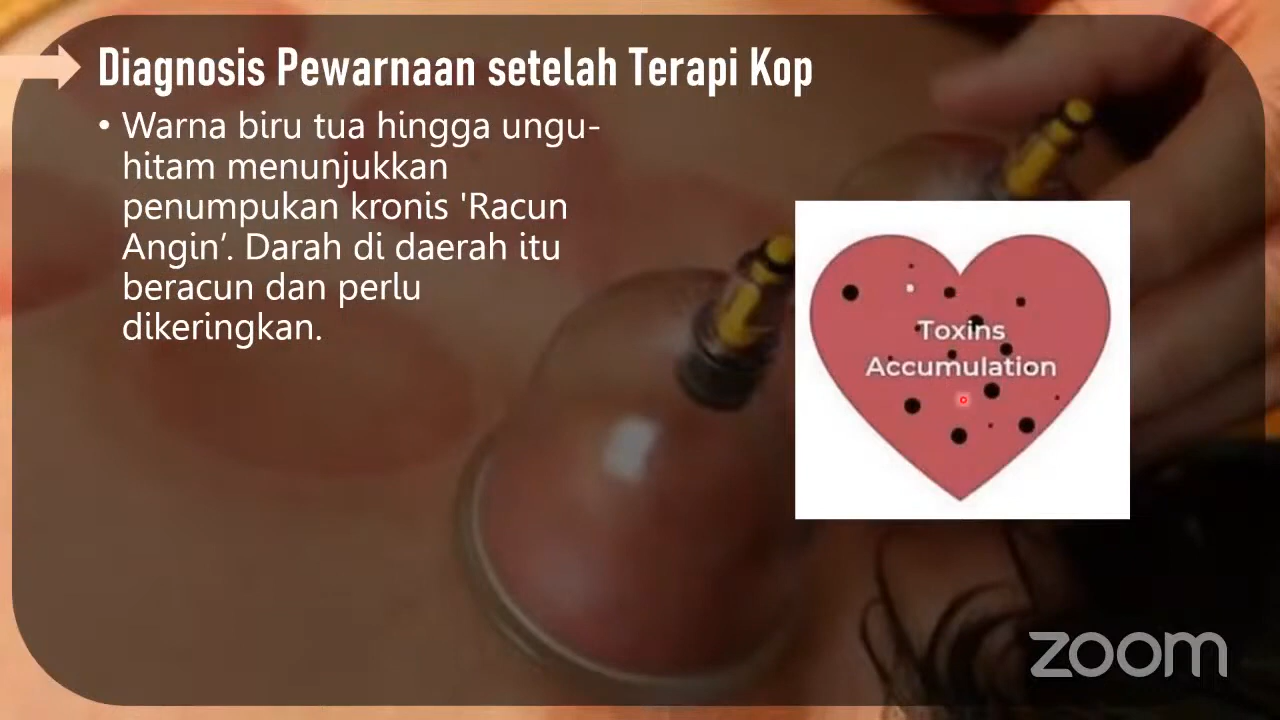 Diagnosis Pewarnaan setelah Terapi Kop
• Warna biru tua hingga ungu-
hitam menunjukkan
penumpukan kronis 'Racun
Angin’. Darah di daerah itu
beracun dan perlu
dikeringkan.
Toxins
Accumulation
zoom